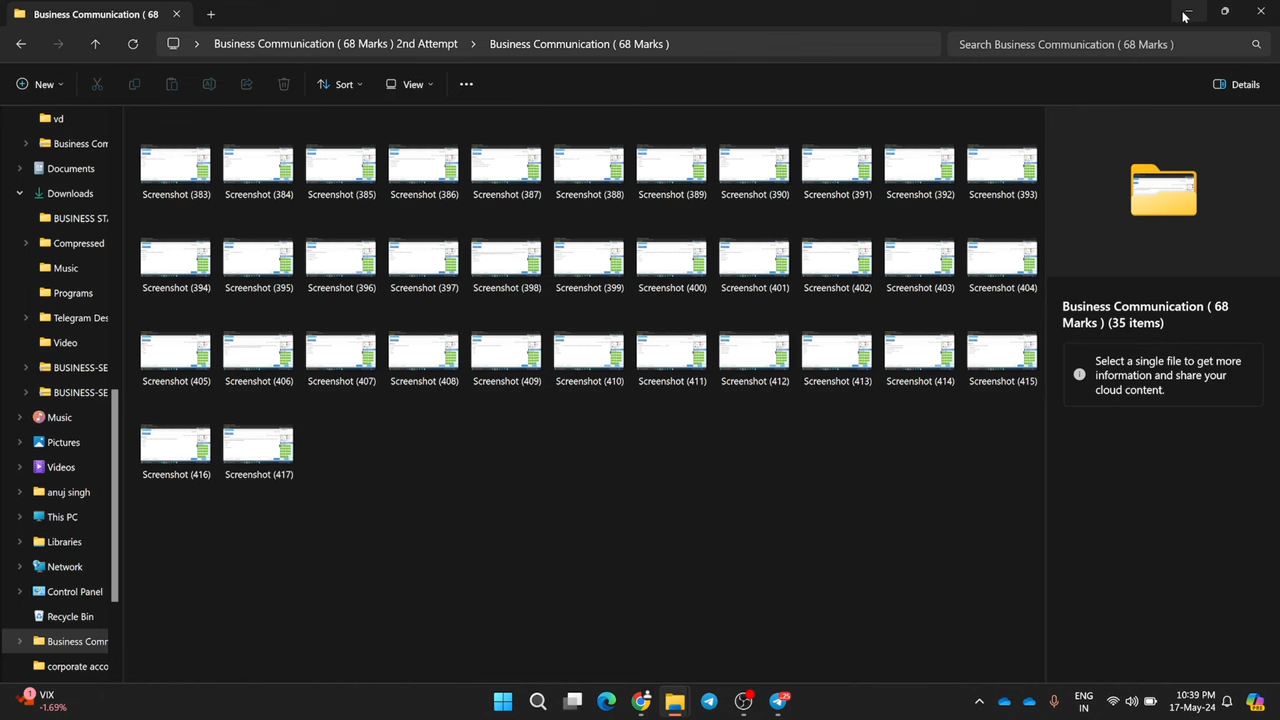 Business Communication ( 68
Business Communication ( 68 Marks ) 2nd Attempt
Business Communication ( 68 Marks )
Search Business Communication ( 68 Marks )
New
Sort
View
Details
vd
Business Com
Documents
Downloads
BUSINESS STA
Compressed
Music
Programs
Telegram Des
Video
BUSINESS-SE
BUSINESS-SE
Music
Pictures
Videos
anuj singh
This PC
Libraries
Network
Control Panel
Recycle Bin
Business Comr
corporate acco
Screenshot (383) Screenshot (384) Screenshot (385) Screenshot (386) Screenshot (387) Screenshot (388) Screenshot (389) Screenshot (390) Screenshot (391) Screenshot (392) Screenshot (393)
Screenshot (394) Screenshot (395) Screenshot (396) Screenshot (397) Screenshot (398) Screenshot (399) Screenshot (400) Screenshot (401) Screenshot (402) Screenshot (403) Screenshot (404)
Screenshot (405) Screenshot (406) Screenshot (407) Screenshot (408) Screenshot (409) Screenshot (410) Screenshot (411) Screenshot (412) Screenshot (413) Screenshot (414) Screenshot (415)
Screenshot (416) Screenshot (417)
Business Communication ( 68
Marks ) (35 items)
Select a single file to get more
information and share your
cloud content.
1
VIX
-1.69%
25
ENG
IN
10:39 PM
17-May-24